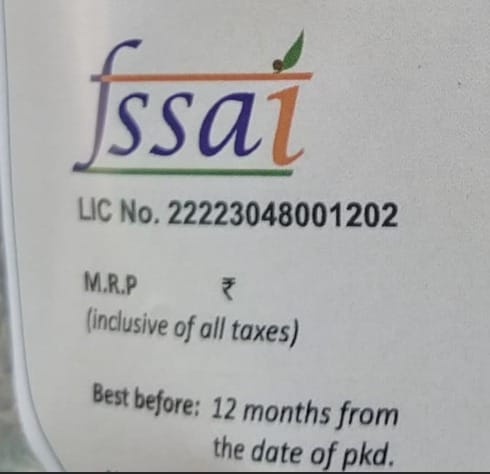 fssai
LIC No. 22223048001202
M.R.P ₹
(inclusive of all taxes)
Best before: 12 months from
the date of pkd.